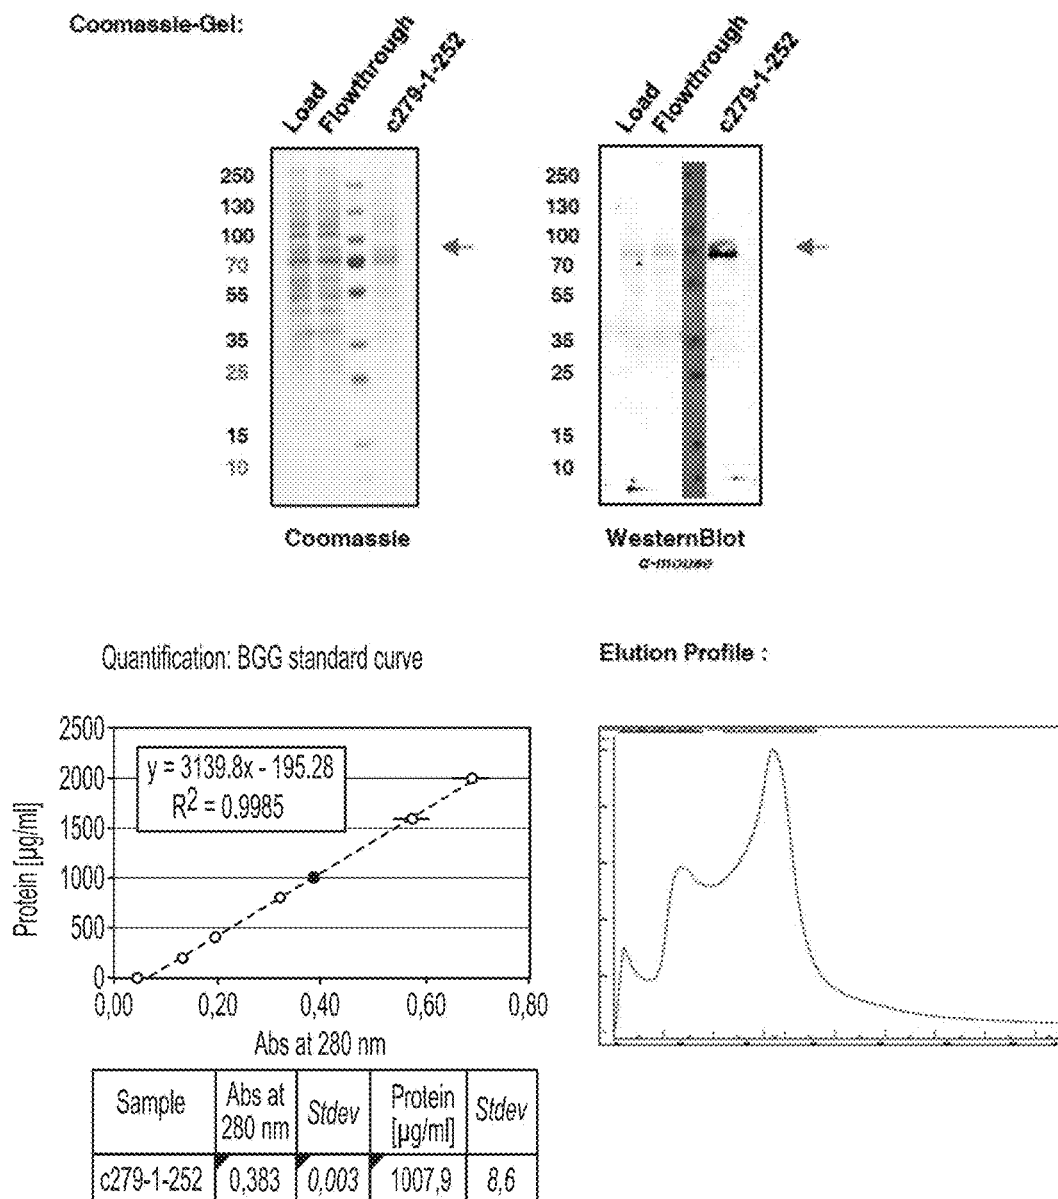 Coomassie-Gel:
Load
Flowthrough
c279-1-252
Load
Flowthrough
c279-1-252
250
130
100
70
55
35
25
15
10
250
130
100
70
55
35
25
15
10
Coomassie
WesternBlot
α-mouse
Quantification: BGG standard curve
Elution Profile :
2500
2000
1500
1000
500
0
y = 3139.8x - 195.28
R2 = 0.9985
Protein [µg/ml]
0,00 0,20 0,40 0,60 0,80
Abs at 280 nm
Sample Abs at 280 nm Stdev Protein [µg/ml] Stdev
c279-1-252 0,383 0,003 1007,9 8,6